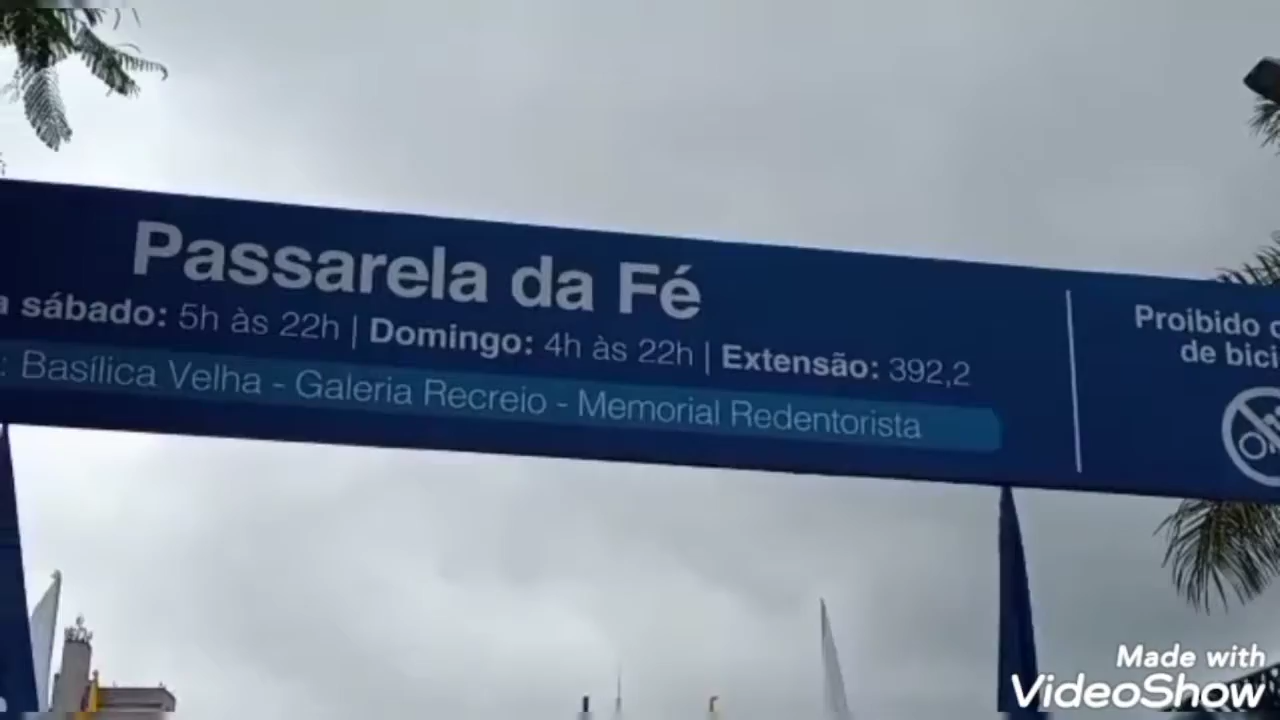 Passarela da Fé
a sábado: 5h às 22h | Domingo: 4h às 22h | Extensão: 392,2
: Basílica Velha - Galeria Recreio - Memorial Redentorista
Proibido
de bici
Made with
VideoShow